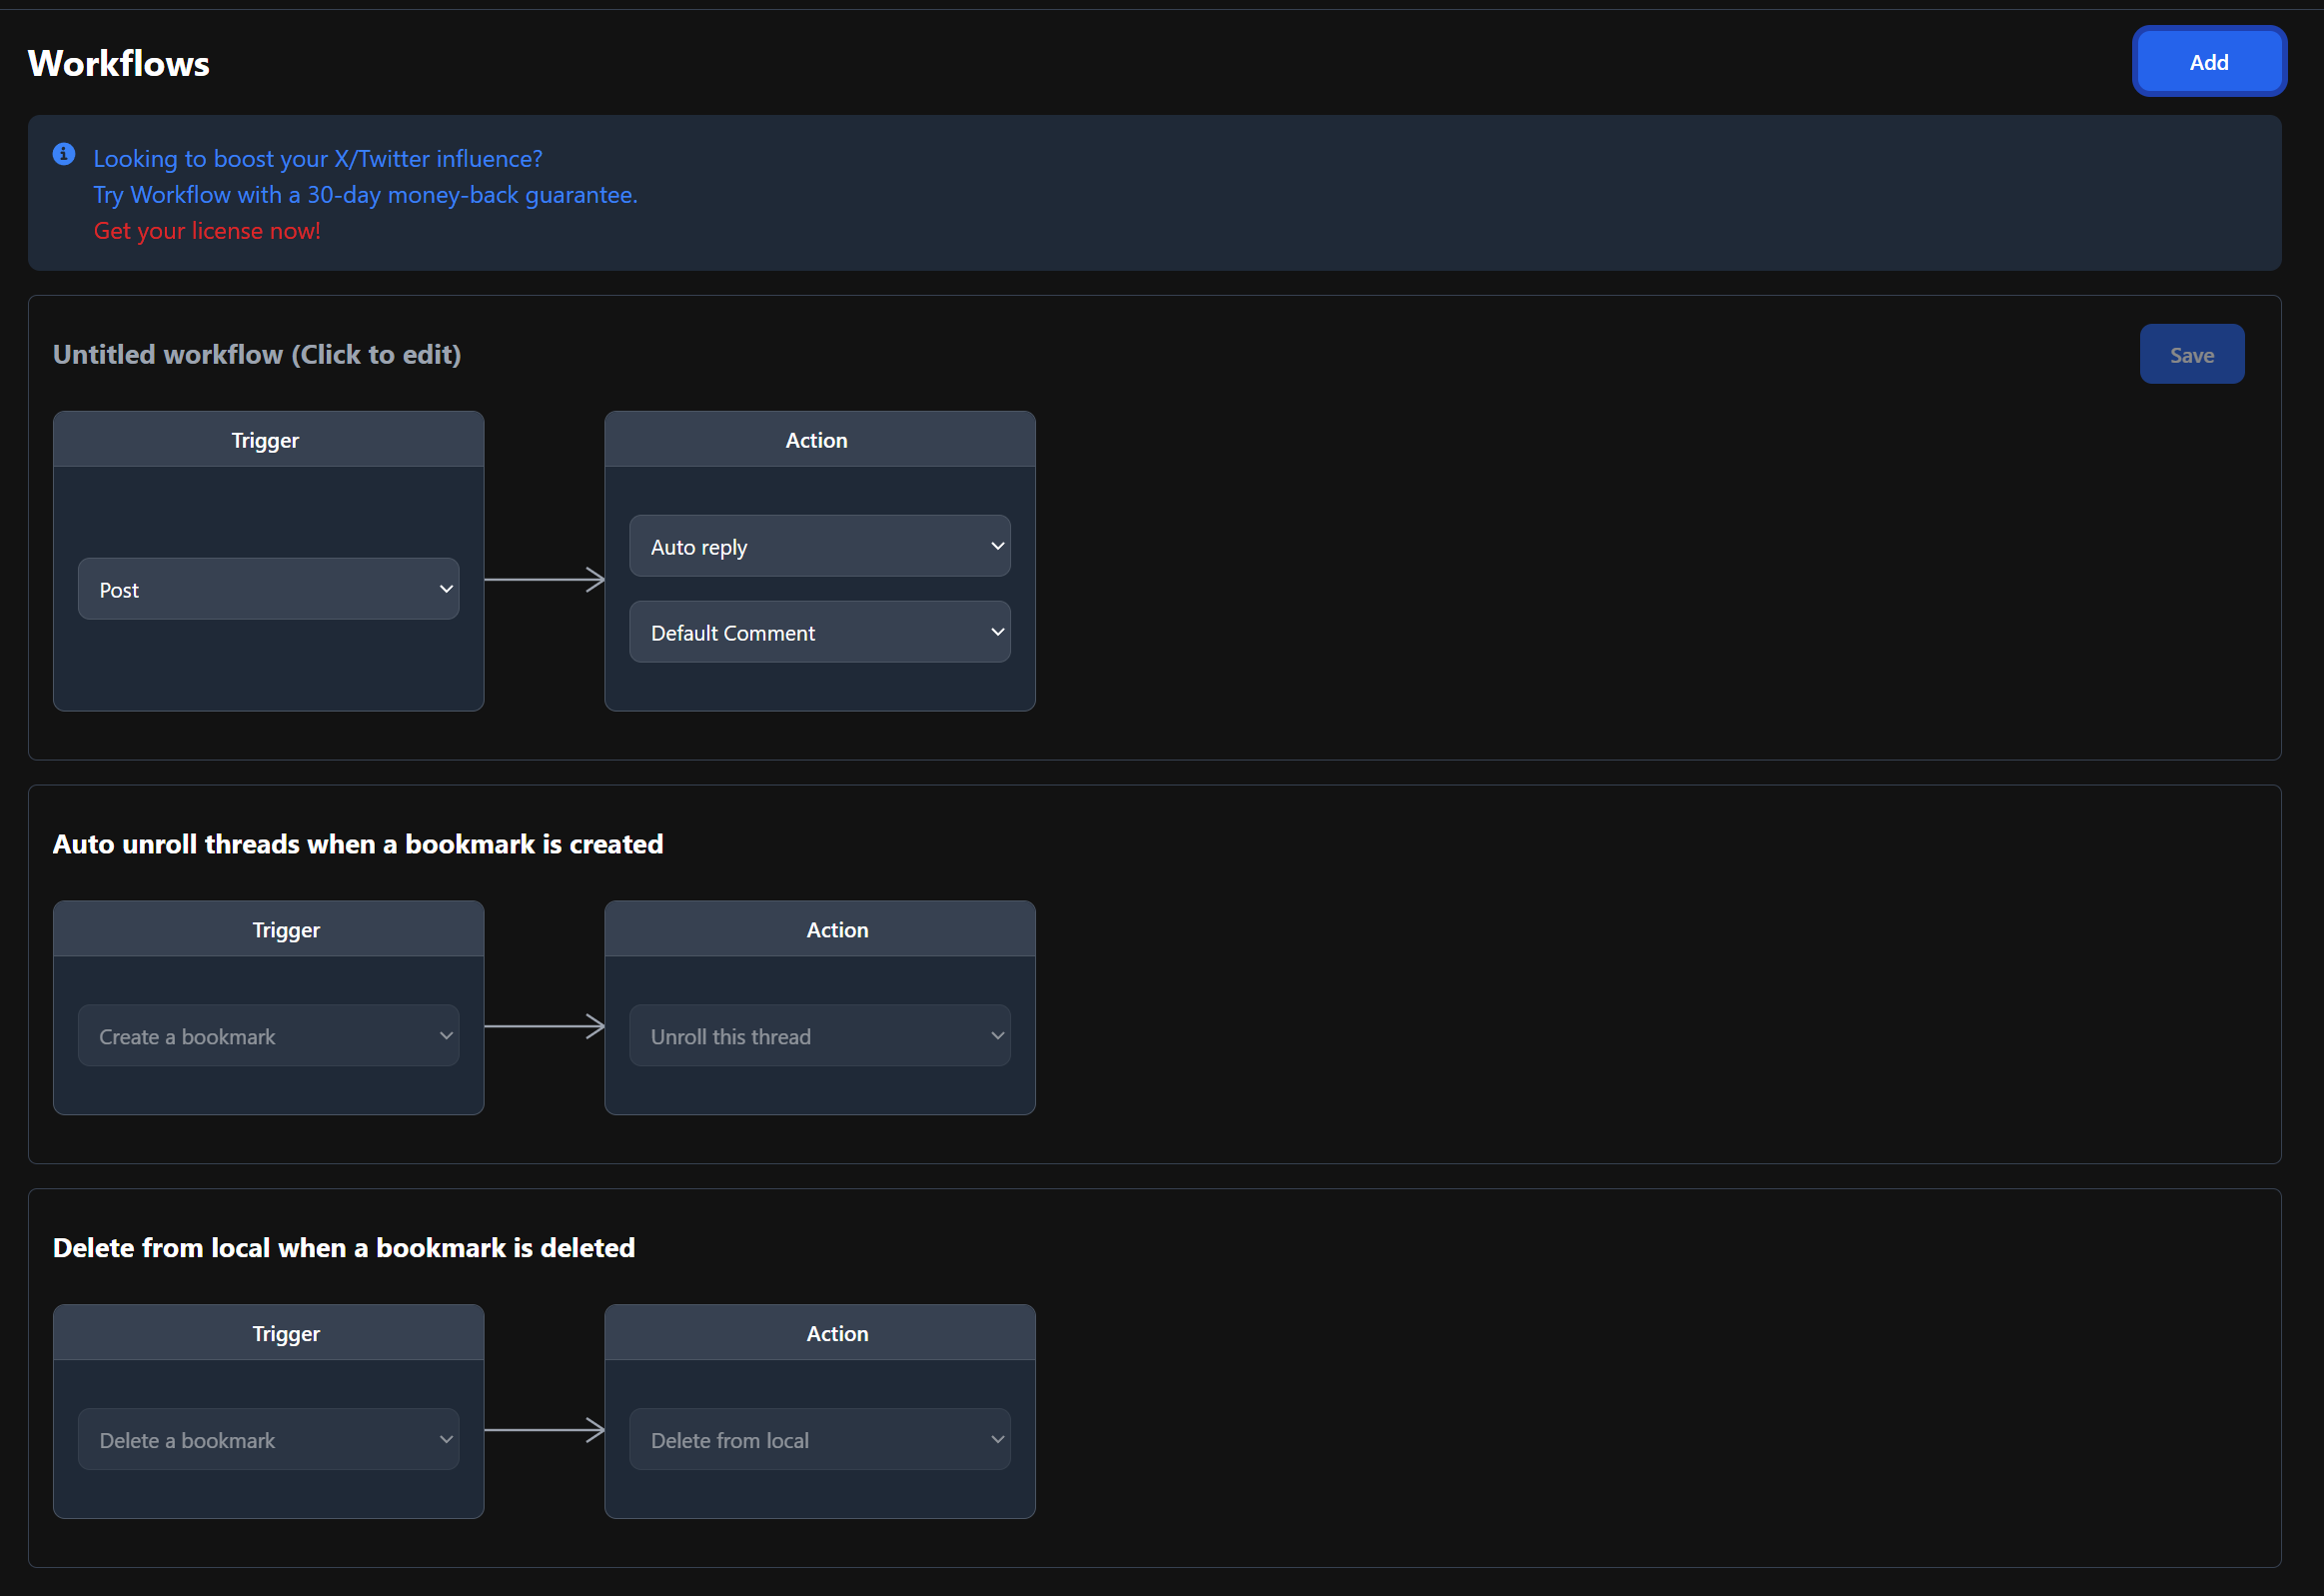 Workflows
Add
Looking to boost your X/Twitter influence?
Try Workflow with a 30-day money-back guarantee.
Get your license now!
Untitled workflow (Click to edit)
Save
Trigger
Action
Post
Auto reply
Default Comment
Auto unroll threads when a bookmark is created
Trigger
Action
Create a bookmark
Unroll this thread
Delete from local when a bookmark is deleted
Trigger
Action
Delete a bookmark
Delete from local